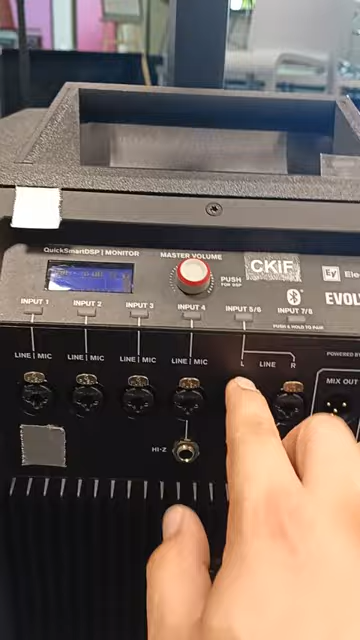 QuickSmartDSP | MONITOR
MASTER VOLUME
PUSH
FOR DSP
CKiF
EV Ele
EVOL
INPUT 1 INPUT 2 INPUT 3 INPUT 4 INPUT 5/6 INPUT 7/8
PUSH & HOLD TO PAIR
LINE | MIC LINE | MIC LINE | MIC LINE | MIC L LINE R
POWERED BY
MIX OUT
HI-Z